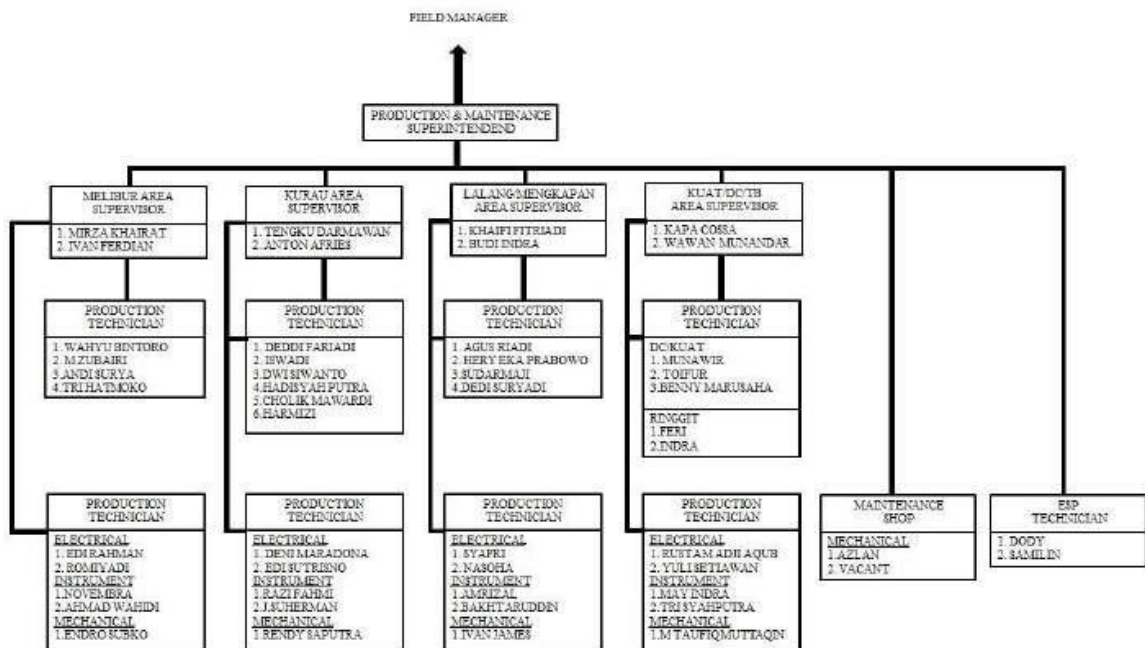 FIELD MANAGER
PRODUCTION & MAINTENANCE
SUPERINTENDEND
MELIBUR AREA
SUPERVISOR
1. MIRZA KHAIRAT
2. IVAN FERDIAN
KURAU AREA
SUPERVISOR
1. TENGKU DARMAWAN
2. ANTON AFRIES
LALANG/MENGKAPAN
AREA SUPERVISOR
1. KHAIFI FITRIADI
2. BUDI INDRA
KUAT/DC/TB
AREA SUPERVISOR
1. KAPA COSSA
2. WAWAN MUNANDAR
PRODUCTION
TECHNICIAN
1. WAHYU BINTORO
2. M.ZUBAIRI
3.ANDI SURYA
4.TRI HATMOKO
PRODUCTION
TECHNICIAN
1. DEDDI FARIADI
2. ISWADI
3.DWI SIWANTO
4.HADISYAH PUTRA
5.CHOLIK MAWARDI
6.HARMIZI
PRODUCTION
TECHNICIAN
1. AGUS RIADI
2. HERY EKA PRABOWO
3.SUDARMAJI
4.DEDI SURYADI
PRODUCTION
TECHNICIAN
DC/KUAT
1. MUNAWIR
2. TOIFUR
3.BENNY MARUSAHA
RINGGIT
1.FERI
2.INDRA
PRODUCTION
TECHNICIAN
ELECTRICAL
1. EDI RAHMAN
2. ROMIYADI
INSTRUMENT
1.NOVEMBRA
2.AHMAD WAHIDI
MECHANICAL
1.ENDRO SUBKO
PRODUCTION
TECHNICIAN
ELECTRICAL
1. DENI MARADONA
2. EDI SUTRISNO
INSTRUMENT
1.RAZI FAHMI
2.J.SUHERMAN
MECHANICAL
1.RENDY SAPUTRA
PRODUCTION
TECHNICIAN
ELECTRICAL
1. SYAFRI
2. NASOHA
INSTRUMENT
1.AMRIZAL
2.BAKHTARUDDIN
MECHANICAL
1.IVAN JAMES
PRODUCTION
TECHNICIAN
ELECTRICAL
1. RUSTAM
2. YULI SETIAWAN
INSTRUMENT
1.MAY INDRA
2.TRI SYAHPUTRA
MECHANICAL
1.M TAUFIQ MUTTAQIN
MAINTENANCE
SHOP
MECHANICAL
1.AZLAN
2. VACANT
ESP
TECHNICIAN
1. DODY
2. SAMILIN